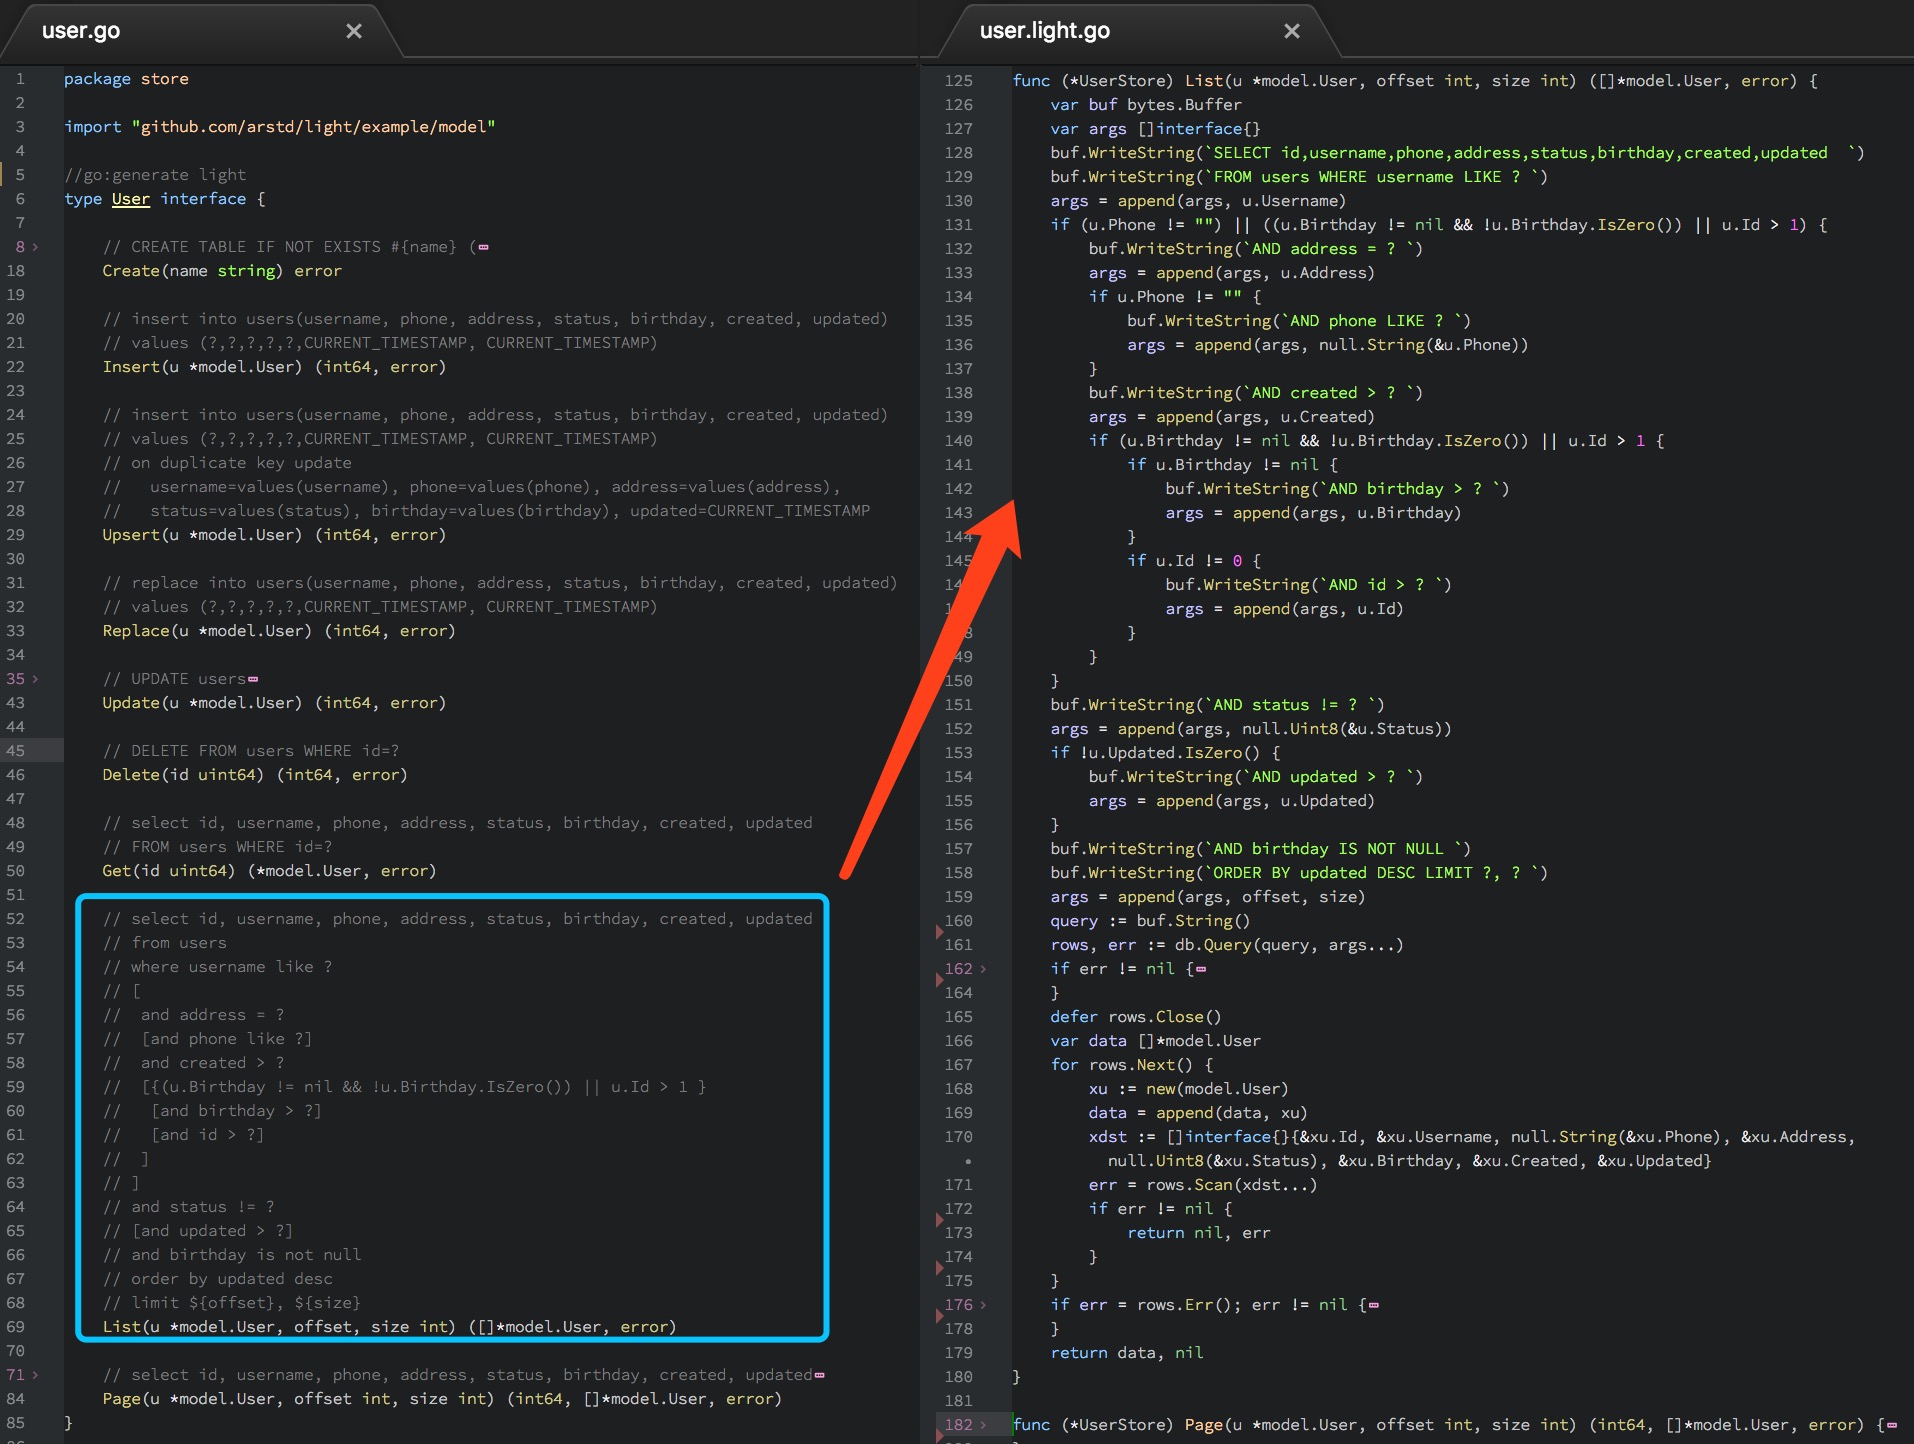 user.go ×
1 package store
2
3 import "github.com/arstd/light/example/model"
4
5 //go:generate light
6 type User interface {
7
8 // CREATE TABLE IF NOT EXISTS #{name} (
18 Create(name string) error
19
20 // insert into users(username, phone, address, status, birthday, created, updated)
21 // values (?,?,?,?,?,CURRENT_TIMESTAMP, CURRENT_TIMESTAMP)
22 Insert(u *model.User) (int64, error)
23
24 // insert into users(username, phone, address, status, birthday, created, updated)
25 // values (?,?,?,?,?,CURRENT_TIMESTAMP, CURRENT_TIMESTAMP)
26 // on duplicate key update
27 //   username=values(username), phone=values(phone), address=values(address),
28 //   status=values(status), birthday=values(birthday), updated=CURRENT_TIMESTAMP
29 Upsert(u *model.User) (int64, error)
30
31 // replace into users(username, phone, address, status, birthday, created, updated)
32 // values (?,?,?,?,?,CURRENT_TIMESTAMP, CURRENT_TIMESTAMP)
33 Replace(u *model.User) (int64, error)
34
35 // UPDATE users
43 Update(u *model.User) (int64, error)
44
45 // DELETE FROM users WHERE id=?
46 Delete(id uint64) (int64, error)
47
48 // select id, username, phone, address, status, birthday, created, updated
49 // FROM users WHERE id=?
50 Get(id uint64) (*model.User, error)
51
52 // select id, username, phone, address, status, birthday, created, updated
53 // from users
54 // where username like ?
55 // [
56 //  and address = ?
57 //  [and phone like ?]
58 //  and created > ?
59 //  [{(u.Birthday != nil && !u.Birthday.IsZero()) || u.Id > 1 }
60 //   [and birthday > ?]
61 //   [and id > ?]
62 //  ]
63 // ]
64 // and status != ?
65 // [and updated > ?]
66 // and birthday is not null
67 // order by updated desc
68 // limit ${offset}, ${size}
69 List(u *model.User, offset, size int) ([]*model.User, error)
70
71 // select id, username, phone, address, status, birthday, created, updated
84 Page(u *model.User, offset int, size int) (int64, []*model.User, error)
85 }
user.light.go ×
125 func (*UserStore) List(u *model.User, offset int, size int) ([]*model.User, error) {
126 var buf bytes.Buffer
127 var args []interface{}
128 buf.WriteString(`SELECT id,username,phone,address,status,birthday,created,updated  `)
129 buf.WriteString(`FROM users WHERE username LIKE ? `)
130 args = append(args, u.Username)
131 if (u.Phone != "") || ((u.Birthday != nil && !u.Birthday.IsZero()) || u.Id > 1) {
132 buf.WriteString(`AND address = ? `)
133 args = append(args, u.Address)
134 if u.Phone != "" {
135 buf.WriteString(`AND phone LIKE ? `)
136 args = append(args, null.String(&u.Phone))
137 }
138 buf.WriteString(`AND created > ? `)
139 args = append(args, u.Created)
140 if (u.Birthday != nil && !u.Birthday.IsZero()) || u.Id > 1 {
141 if u.Birthday != nil {
142 buf.WriteString(`AND birthday > ? `)
143 args = append(args, u.Birthday)
144 }
145 if u.Id != 0 {
buf.WriteString(`AND id > ? `)
args = append(args, u.Id)
}
49 }
150 }
151 buf.WriteString(`AND status != ? `)
152 args = append(args, null.Uint8(&u.Status))
153 if !u.Updated.IsZero() {
154 buf.WriteString(`AND updated > ? `)
155 args = append(args, u.Updated)
156 }
157 buf.WriteString(`AND birthday IS NOT NULL `)
158 buf.WriteString(`ORDER BY updated DESC LIMIT ?, ? `)
159 args = append(args, offset, size)
160 query := buf.String()
161 rows, err := db.Query(query, args...)
162 if err != nil {
164 }
165 defer rows.Close()
166 var data []*model.User
167 for rows.Next() {
168 xu := new(model.User)
169 data = append(data, xu)
170 xdst := []interface{}{&xu.Id, &xu.Username, null.String(&xu.Phone), &xu.Address,
• null.Uint8(&xu.Status), &xu.Birthday, &xu.Created, &xu.Updated}
171 err = rows.Scan(xdst...)
172 if err != nil {
173 return nil, err
174 }
175 }
176 if err = rows.Err(); err != nil {
178 }
179 return data, nil
180 }
181
182 func (*UserStore) Page(u *model.User, offset int, size int) (int64, []*model.User, error) {